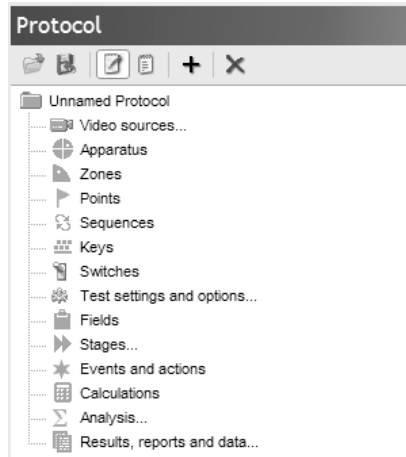 Protocol
Unnamed Protocol
Video sources...
Apparatus
Zones
Points
Sequences
Keys
Switches
Test settings and options...
Fields
Stages...
Events and actions
Calculations
Analysis...
Results, reports and data...